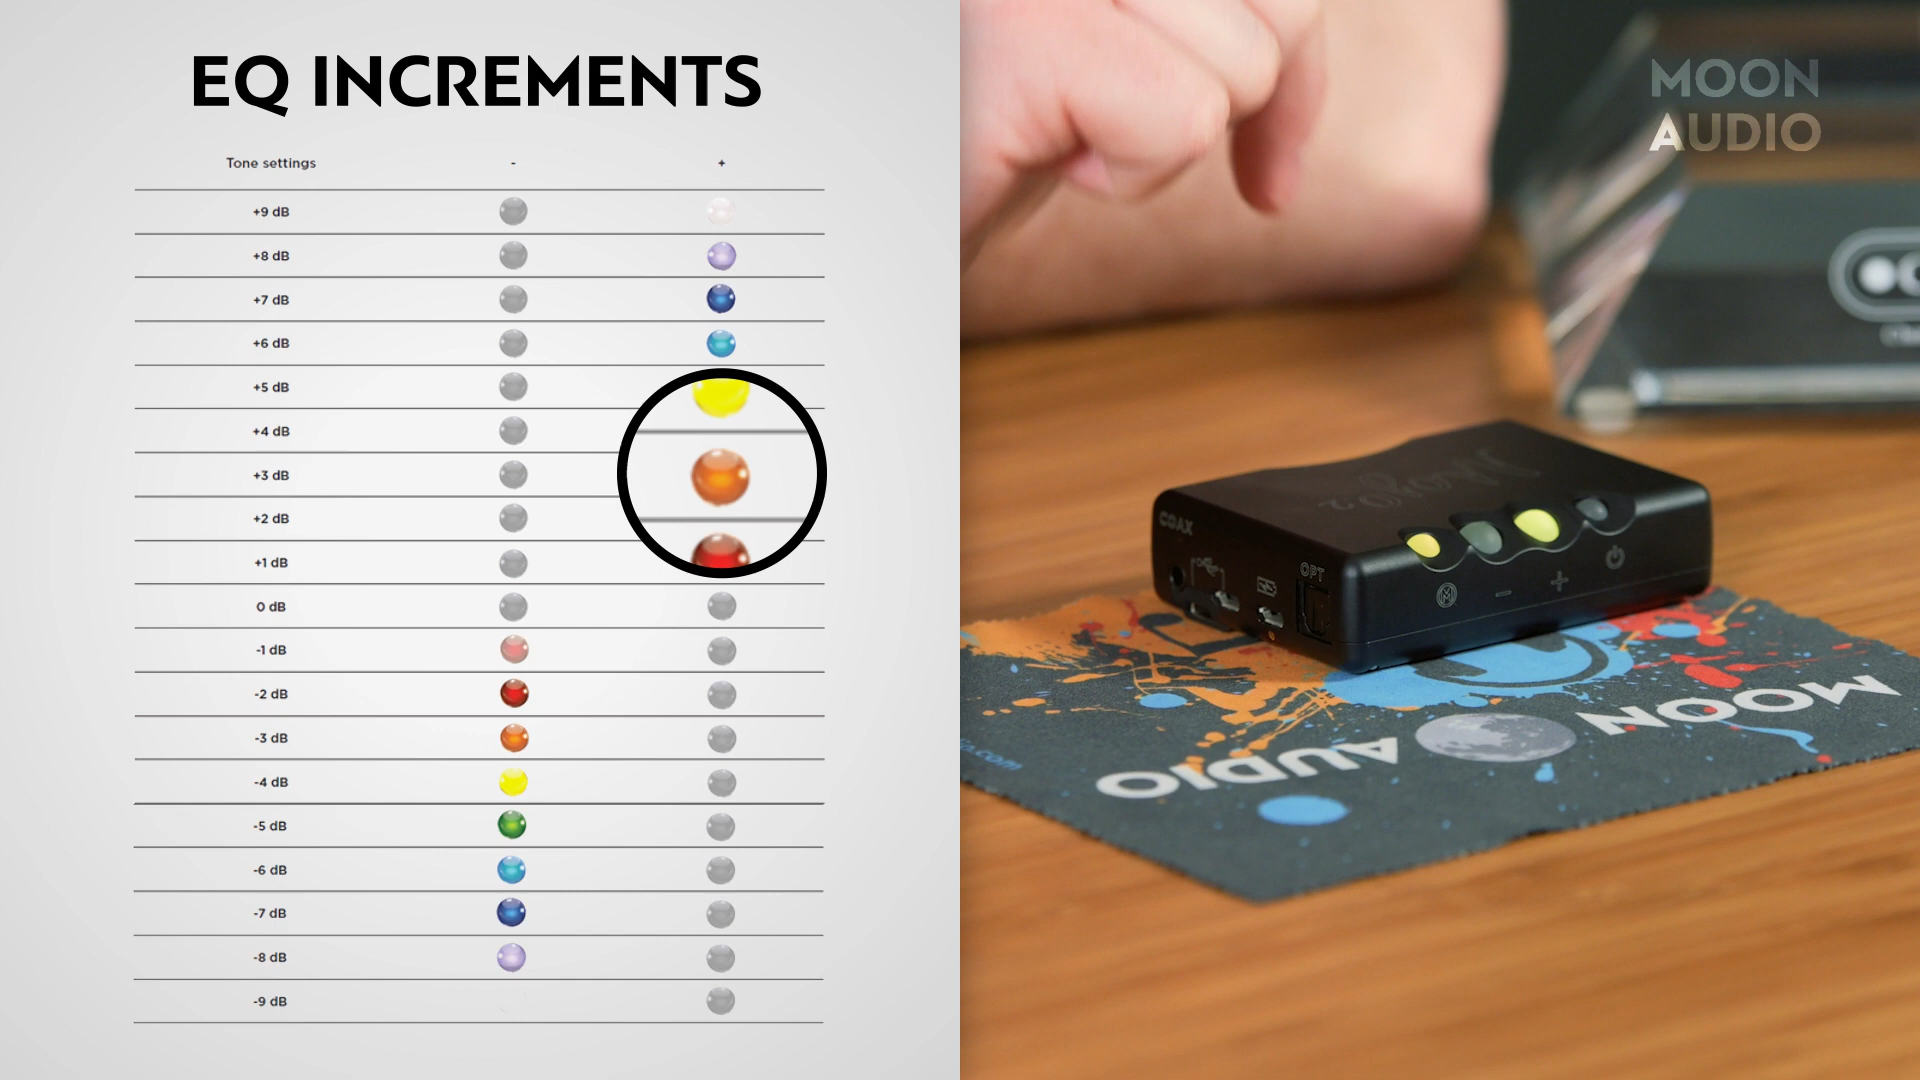 EQ INCREMENTS
Tone settings - +
+9 dB
+8 dB
+7 dB
+6 dB
+5 dB
+4 dB
+3 dB
+2 dB
+1 dB
0 dB
-1 dB
-2 dB
-3 dB
-4 dB
-5 dB
-6 dB
-7 dB
-8 dB
-9 dB
MOON
AUDIO
Mojo 2
COAX
OPT
- +
MOON AUDIO